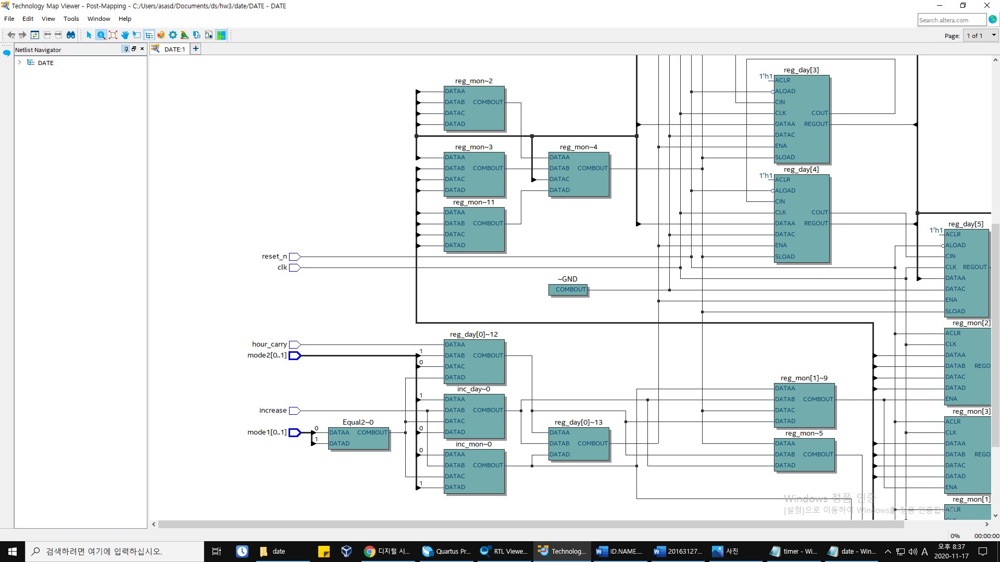 Technology Map Viewer - Post-Mapping - C:/Users/asasd/Documents/ds/hw3/date/DATE - DATE
File Edit View Tools Window Help
Search altera.com
Page: 1 of 1
Netlist Navigator
DATE:1
DATE
reg_mon~2
DATAA
DATAB COMBOUT
DATAC
DATAD
reg_mon~3
DATAA
DATAB COMBOUT
DATAC
DATAD
reg_mon~11
DATAA
DATAB COMBOUT
DATAC
DATAD
reg_mon~4
DATAA
DATAB COMBOUT
DATAC
DATAD
reg_day[3]
1'h1
ACLR
ALOAD
CIN
CLK COUT
DATAA REGOUT
DATAC
ENA
SLOAD
reg_day[4]
1'h1
ACLR
ALOAD
CIN
CLK COUT
DATAA REGOUT
DATAC
ENA
SLOAD
reg_day[5]
1'h1
ACLR
ALOAD
CIN
CLK REGOUT
DATAA
DATAC
ENA
SLOAD
reset_n
clk
~GND
COMBOUT
hour_carry
mode2[0..1]
increase
mode1[0..1]
0
1
Equal2~0
DATAA COMBOUT
DATAD
reg_day[0]~12
1
0
DATAA
DATAB COMBOUT
DATAC
DATAD
inc_day~0
1
0
DATAA
DATAB COMBOUT
DATAC
DATAD
inc_mon~0
0
1
DATAA
DATAB COMBOUT
DATAC
DATAD
reg_day[0]~13
DATAA
DATAB COMBOUT
DATAD
reg_mon[1]~9
DATAA
DATAB COMBOUT
DATAC
DATAD
reg_mon~5
DATAA
DATAB COMBOUT
DATAD
reg_mon[2]
ACLR
CLK
DATAA
DATAB REGO
DATAC
DATAD
ENA
reg_mon[3]
ACLR
CLK
DATAA
DATAB REGO
DATAC
DATAD
ENA
reg_mon[1]
ACLR
Windows 정품 인증
[설정]으로 이동하여 Windows를 정품 인증합니
0% 00:00:00
검색하려면 여기에 입력하십시오.
date
디지털 시...
Quartus Pr...
RTL Viewe...
Technolog...
ID.NAME....
20163127...
사진
timer - Wi...
date - Win...
A
오후 8:37
2020-11-17